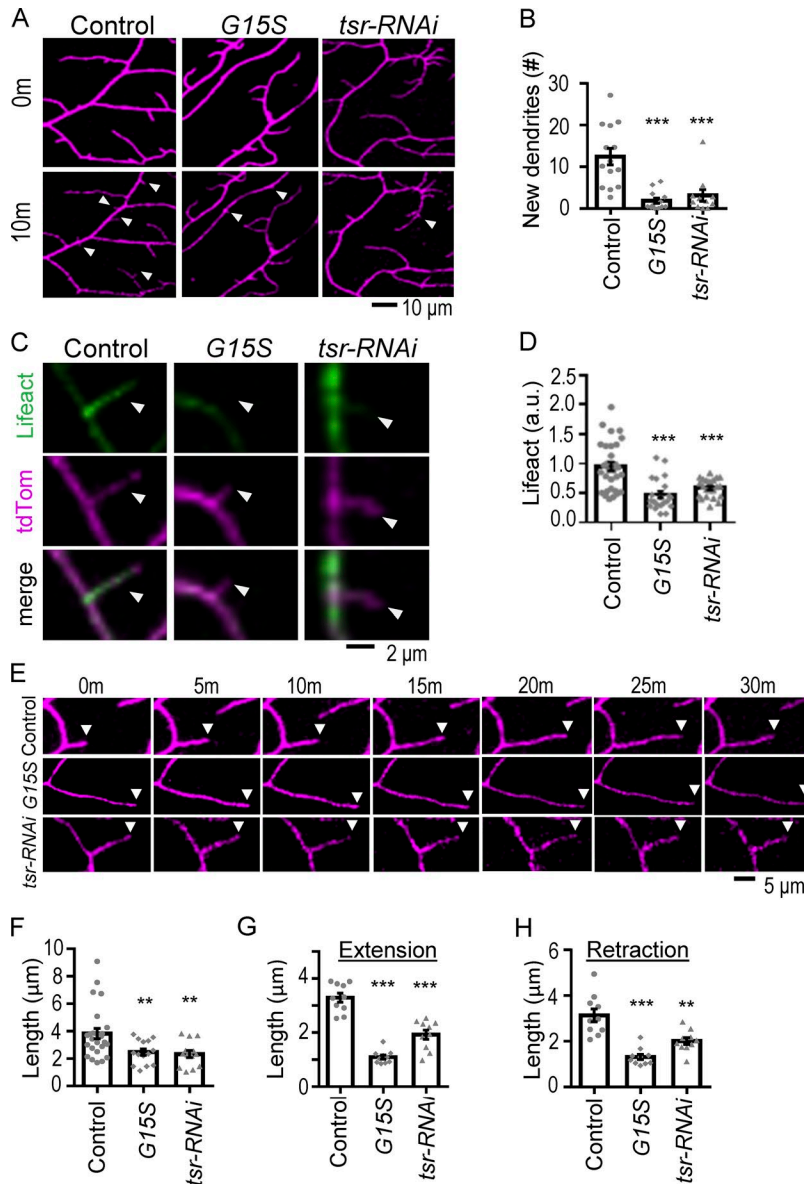 A
Control G15S tsr-RNAi
0m
10m
10 µm
B
New dendrites (#)
30
20
10
0
*** ***
Control
G15S
tsr-RNAi
C
Control G15S tsr-RNAi
Lifeact
tdTom
merge
2 µm
D
Lifeact (a.u.)
2.5
2.0
1.5
1.0
0.5
0.0
*** ***
Control
G15S
tsr-RNAi
E
0m 5m 10m 15m 20m 25m 30m
Control
G15S
tsr-RNAi
5 µm
F
Length (µm)
10
8
6
4
2
0
** **
Control
G15S
tsr-RNAi
G
Extension
Length (µm)
4
2
0
*** ***
Control
G15S
tsr-RNAi
H
Retraction
Length (µm)
6
4
2
0
*** **
Control
G15S
tsr-RNAi